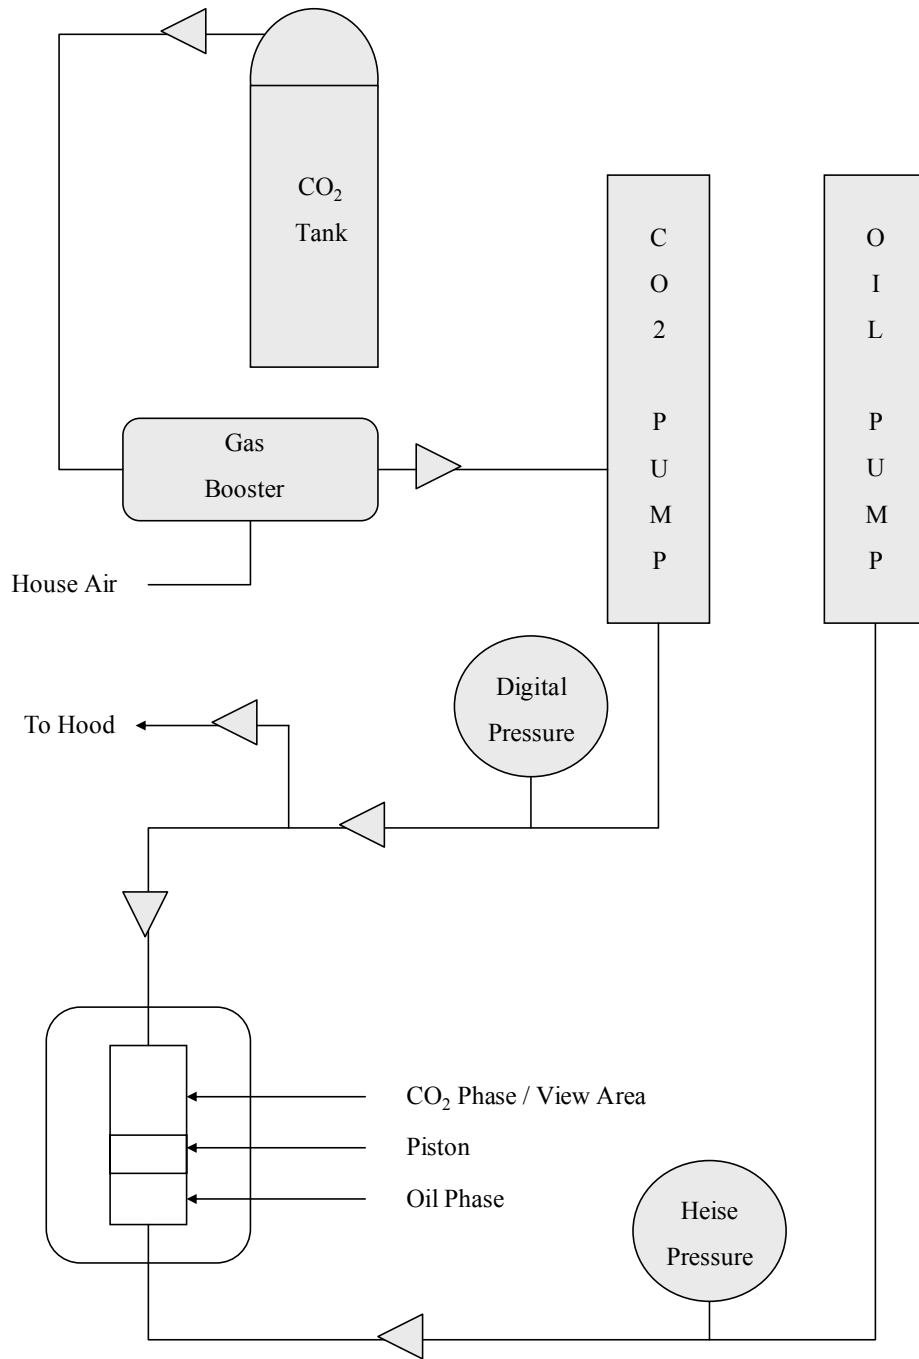 CO₂
Tank
C
O
2
P
U
M
P
O
I
L
P
U
M
P
Gas
Booster
House Air
Digital
Pressure
To Hood
CO₂ Phase / View Area
Piston
Oil Phase
Heise
Pressure